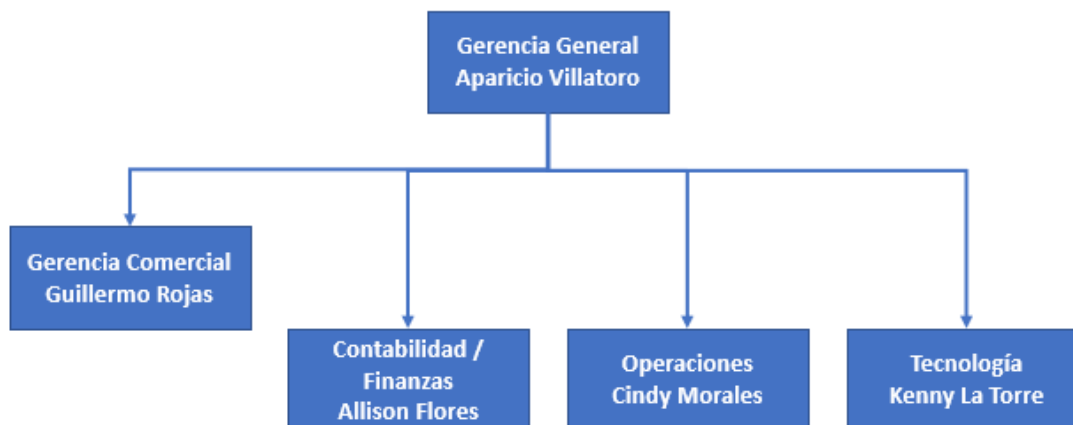 Gerencia General
Aparicio Villatoro
Gerencia Comercial
Guillermo Rojas
Contabilidad /
Finanzas
Allison Flores
Operaciones
Cindy Morales
Tecnología
Kenny La Torre